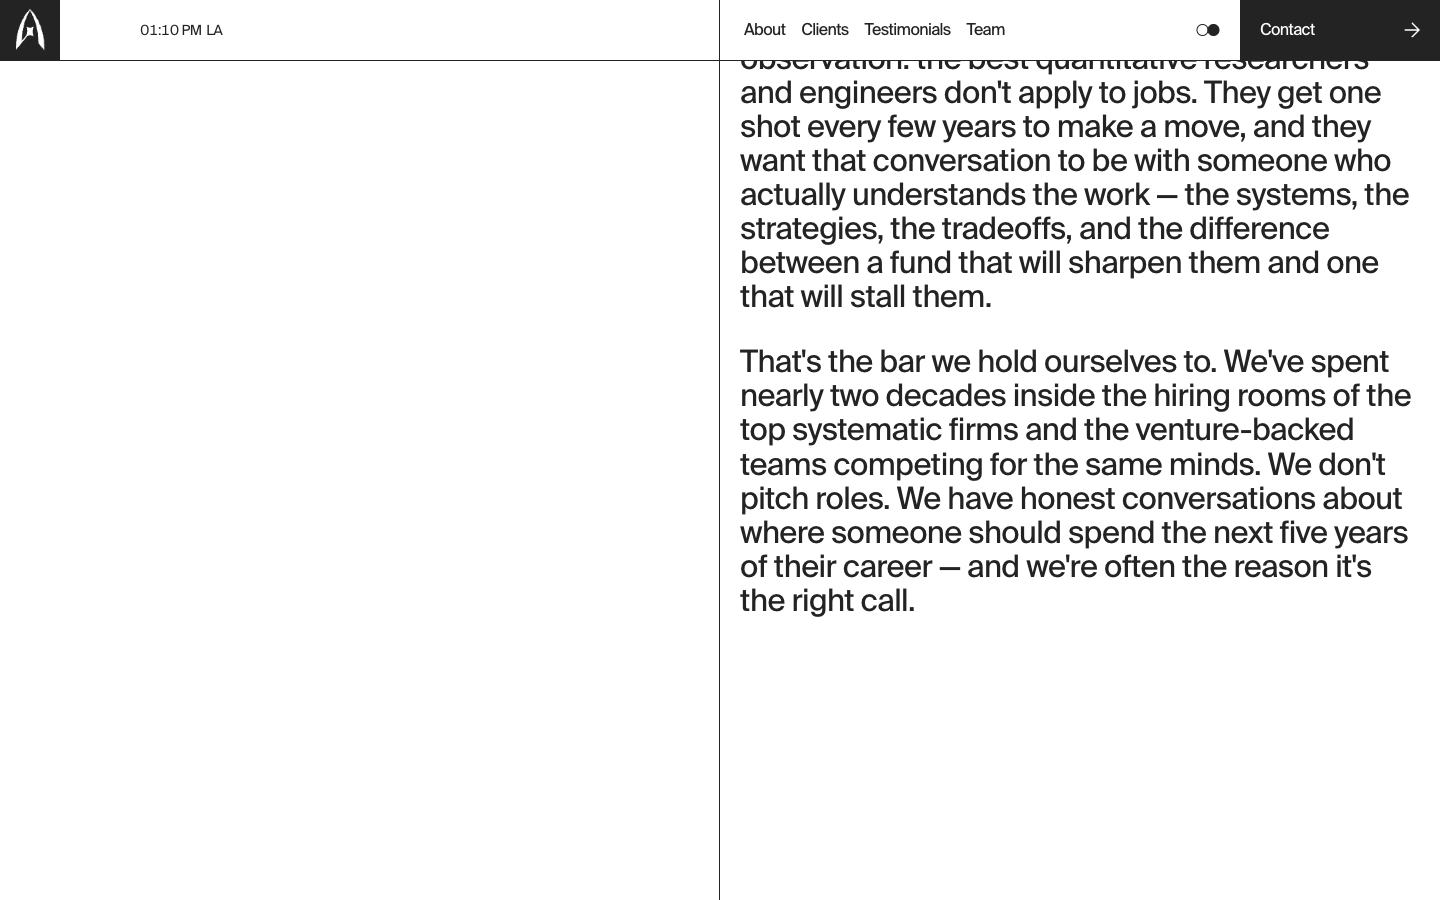 01:10 PM LA
About Clients Testimonials Team
Contact
observation: the best quantitative researchers
and engineers don't apply to jobs. They get one
shot every few years to make a move, and they
want that conversation to be with someone who
actually understands the work — the systems, the
strategies, the tradeoffs, and the difference
between a fund that will sharpen them and one
that will stall them.
That's the bar we hold ourselves to. We've spent
nearly two decades inside the hiring rooms of the
top systematic firms and the venture-backed
teams competing for the same minds. We don't
pitch roles. We have honest conversations about
where someone should spend the next five years
of their career — and we're often the reason it's
the right call.